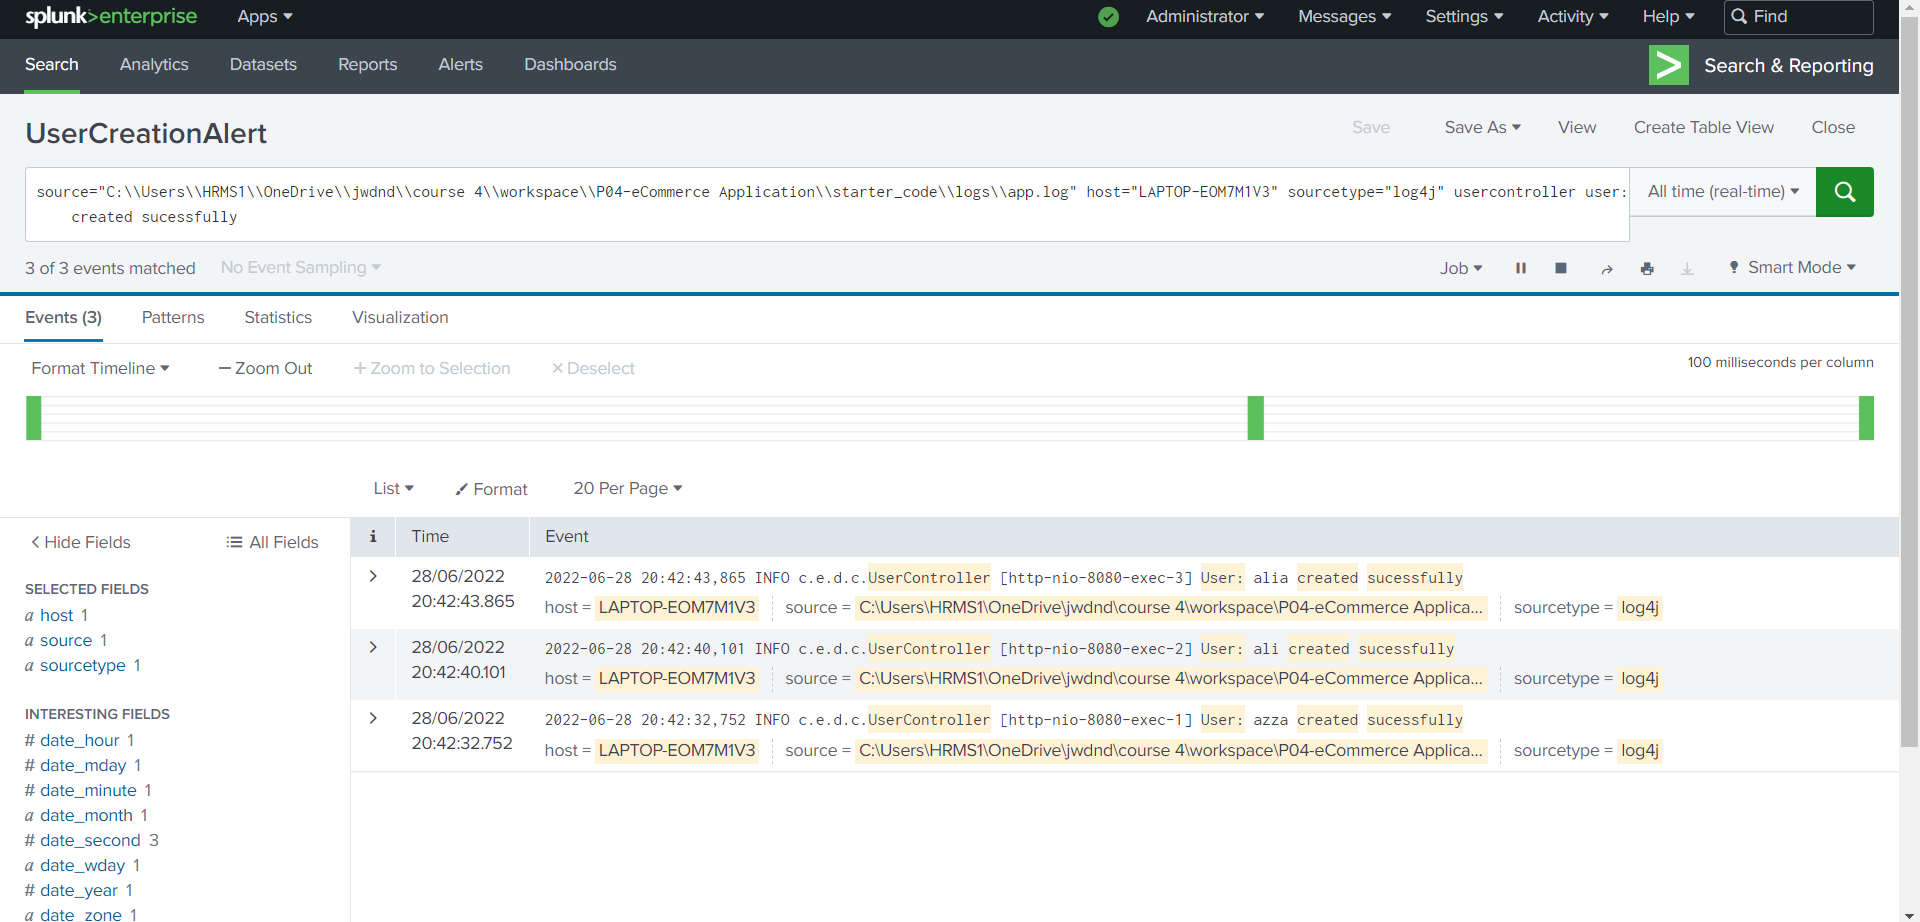 splunk>enterprise Apps Administrator Messages Settings Activity Help Find
Search Analytics Datasets Reports Alerts Dashboards Search & Reporting
UserCreationAlert Save Save As View Create Table View Close
source="C:\\Users\\HRMS1\\OneDrive\\jwdnd\\course 4\\workspace\\P04-eCommerce Application\\starter_code\\logs\\app.log" host="LAPTOP-EOM7M1V3" sourcetype="log4j" usercontroller user: All time (real-time)
created sucessfully
3 of 3 events matched No Event Sampling Job Smart Mode
Events (3) Patterns Statistics Visualization
Format Timeline Zoom Out Zoom to Selection Deselect 100 milliseconds per column
List Format 20 Per Page
Hide Fields All Fields
SELECTED FIELDS
a host 1
a source 1
a sourcetype 1
INTERESTING FIELDS
# date_hour 1
# date_mday 1
# date_minute 1
a date_month 1
# date_second 3
a date_wday 1
# date_year 1
a date_zone 1
i Time Event
28/06/2022
20:42:43.865
2022-06-28 20:42:43,865 INFO c.e.d.c.UserController [http-nio-8080-exec-3] User: alia created sucessfully
host = LAPTOP-EOM7M1V3 source = C:\Users\HRMS1\OneDrive\jwdnd\course 4\workspace\P04-eCommerce Applica... sourcetype = log4j
28/06/2022
20:42:40.101
2022-06-28 20:42:40,101 INFO c.e.d.c.UserController [http-nio-8080-exec-2] User: ali created sucessfully
host = LAPTOP-EOM7M1V3 source = C:\Users\HRMS1\OneDrive\jwdnd\course 4\workspace\P04-eCommerce Applica... sourcetype = log4j
28/06/2022
20:42:32.752
2022-06-28 20:42:32,752 INFO c.e.d.c.UserController [http-nio-8080-exec-1] User: azza created sucessfully
host = LAPTOP-EOM7M1V3 source = C:\Users\HRMS1\OneDrive\jwdnd\course 4\workspace\P04-eCommerce Applica... sourcetype = log4j